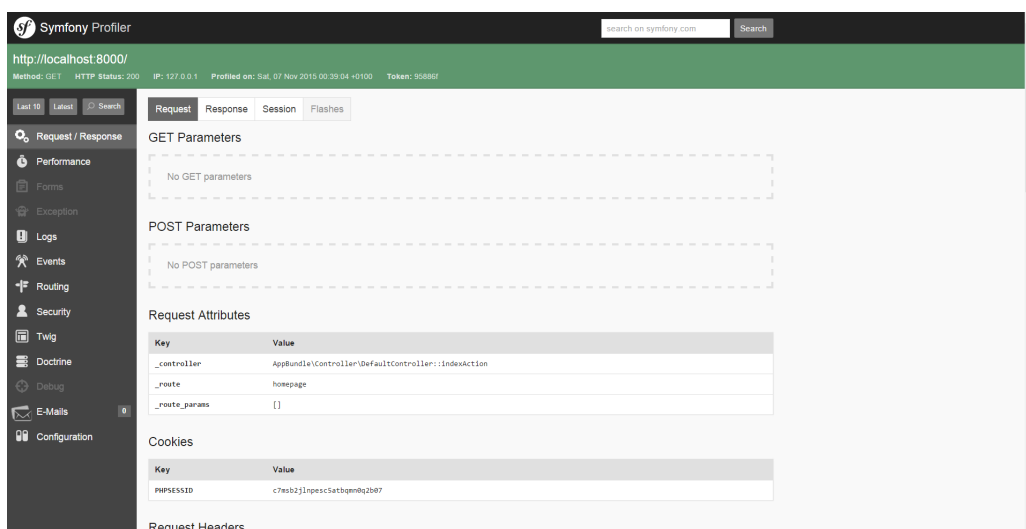 Symfony Profiler
search on symfony.com Search
http://localhost:8000/
Method: GET HTTP Status: 200 IP: 127.0.0.1 Profiled on: Sat, 07 Nov 2015 00:39:04 +0100 Token: 95886f
Last 10 Latest Search
Request Response Session Flashes
Request / Response
Performance
Forms
Exception
Logs
Events
Routing
Security
Twig
Doctrine
Debug
E-Mails 0
Configuration
GET Parameters
No GET parameters
POST Parameters
No POST parameters
Request Attributes
Key Value
_controller AppBundle\Controller\DefaultController::indexAction
_route homepage
_route_params []
Cookies
Key Value
PHPSESSID c7msb2jlnpesc5atbqmn0q2b07
Request Headers